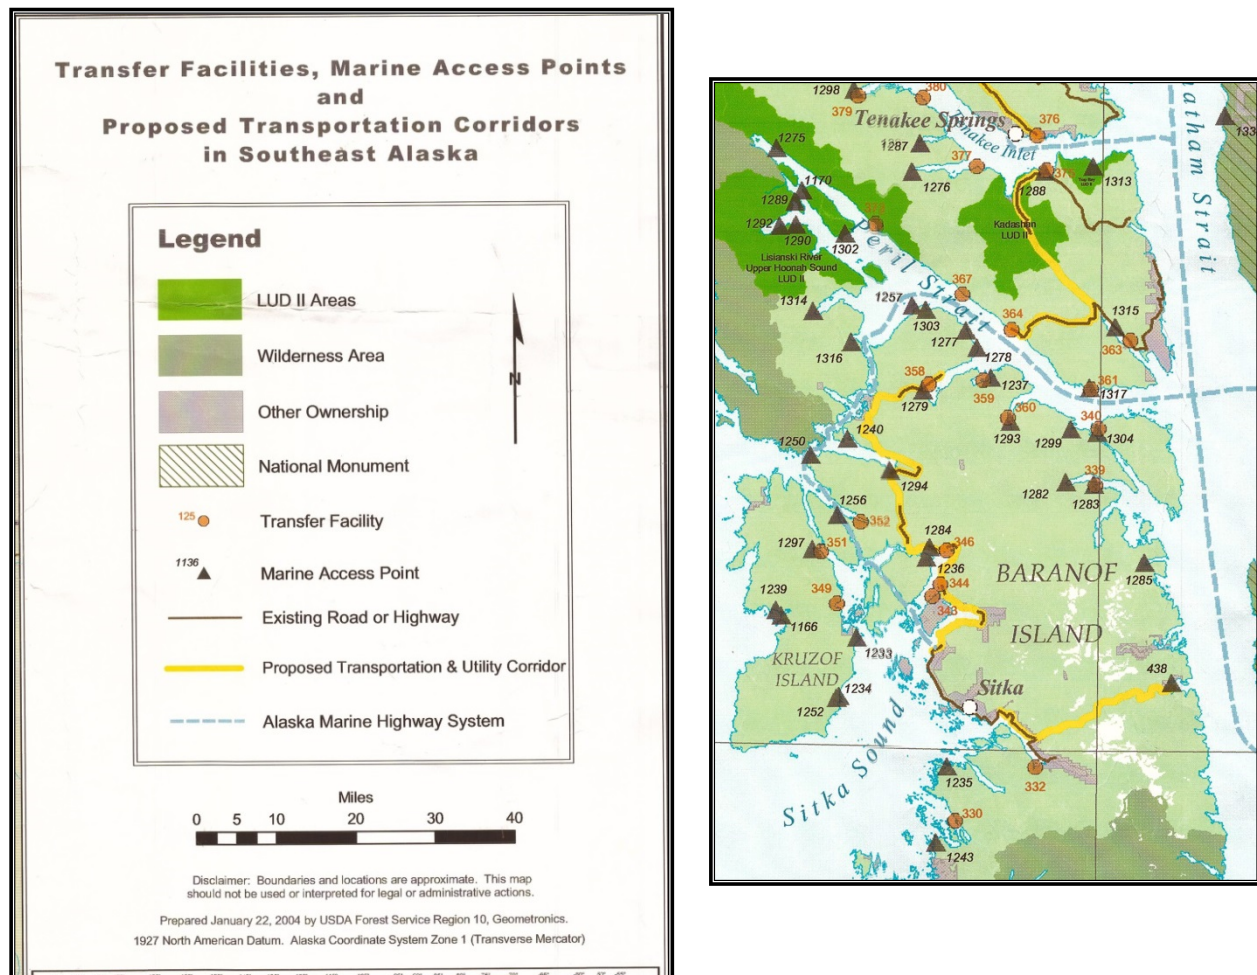 Transfer Facilities, Marine Access Points
and
Proposed Transportation Corridors
in Southeast Alaska
Legend
LUD II Areas
Wilderness Area
Other Ownership
National Monument
125
Transfer Facility
1136
Marine Access Point
Existing Road or Highway
Proposed Transportation & Utility Corridor
Alaska Marine Highway System
N
Miles
0 5 10 20 30 40
Disclaimer: Boundaries and locations are approximate. This map
should not be used or interpreted for legal or administrative actions.
Prepared January 22, 2004 by USDA Forest Service Region 10, Geometronics.
1927 North American Datum. Alaska Coordinate System Zone 1 (Transverse Mercator)
1298
379
380
Tenakee Springs
376
Tenakee Inlet
1275
1287
377
1276
1288
1313
1170
1289
1292
1290
1302
Kadashan
LUD II
Lisianski River
Upper Hoonah Sound
LUD II
Peril Strait
Strait
367
1257
1314
1303
364
1315
1277
363
1316
1278
358
1237
361
1279
359
1317
360
340
1293
1299
1304
1240
1250
1294
339
1282
1283
1256
352
1284
346
1297
351
1236
BARANOF
1285
344
349
343
1239
1166
ISLAND
1233
KRUZOF
ISLAND
438
1234
1252
Sitka
Sitka Sound
1235
332
330
1243